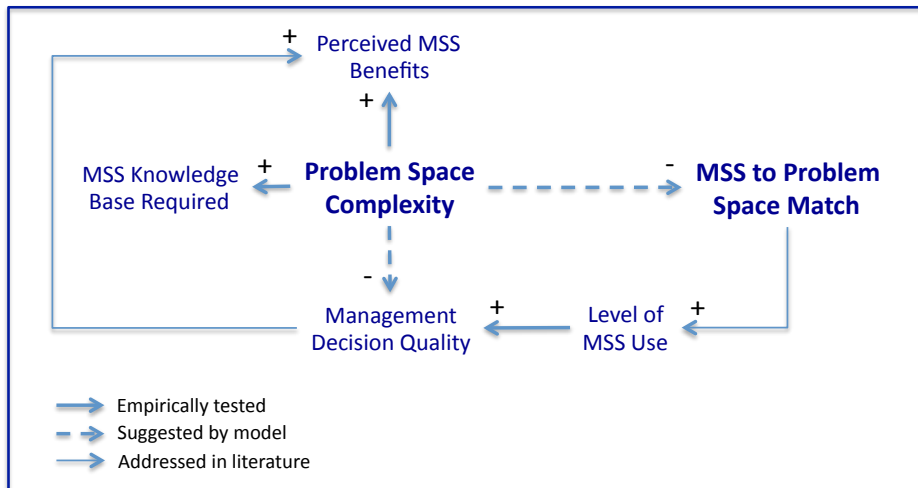 +
Perceived MSS
Benefits
+
MSS Knowledge
Base Required
+
Problem Space
Complexity
-
MSS to Problem
Space Match
-
Management
Decision Quality
+
Level of
MSS Use
+
Empirically tested
Suggested by model
Addressed in literature